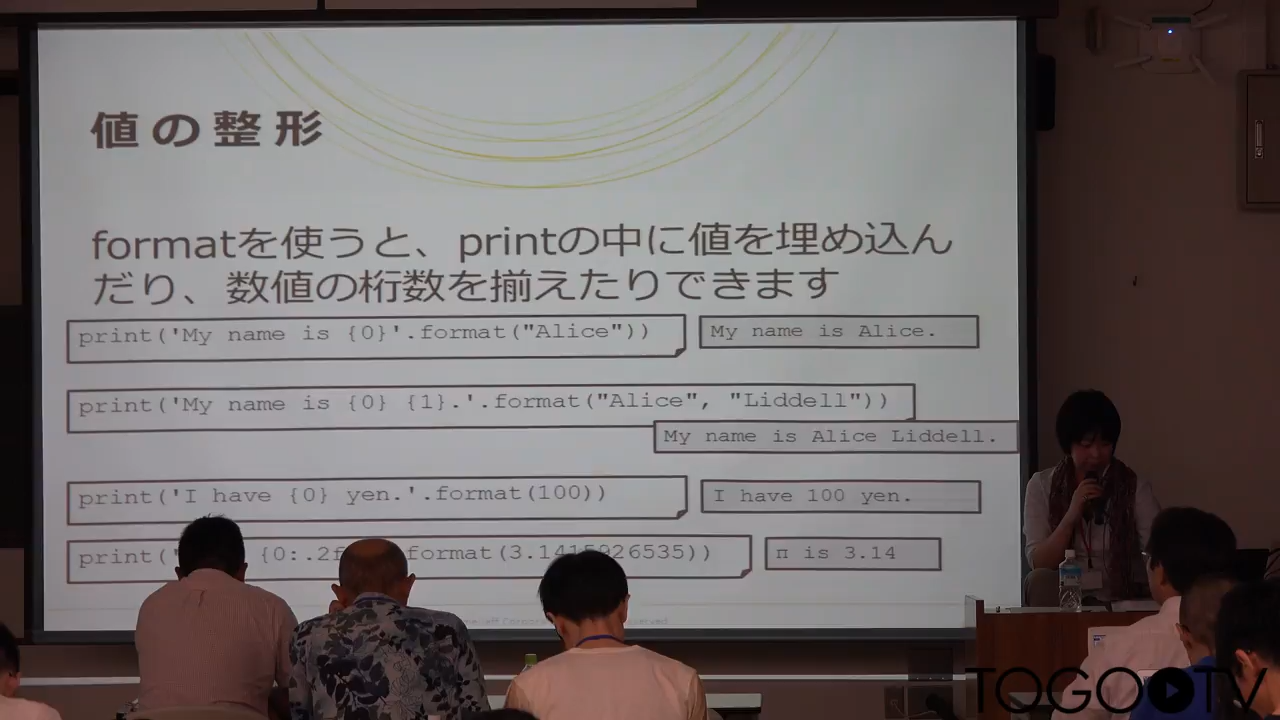 値の整形
formatを使うと、printの中に値を埋め込ん
だり、数値の桁数を揃えたりできます
print('My name is {0}'.format("Alice"))
My name is Alice.
print('My name is {0} {1}.'.format("Alice", "Liddell"))
My name is Alice Liddell.
print('I have {0} yen.'.format(100))
I have 100 yen.
print(' {0:.2f format(3.1415926535))
π is 3.14
TOGOTV